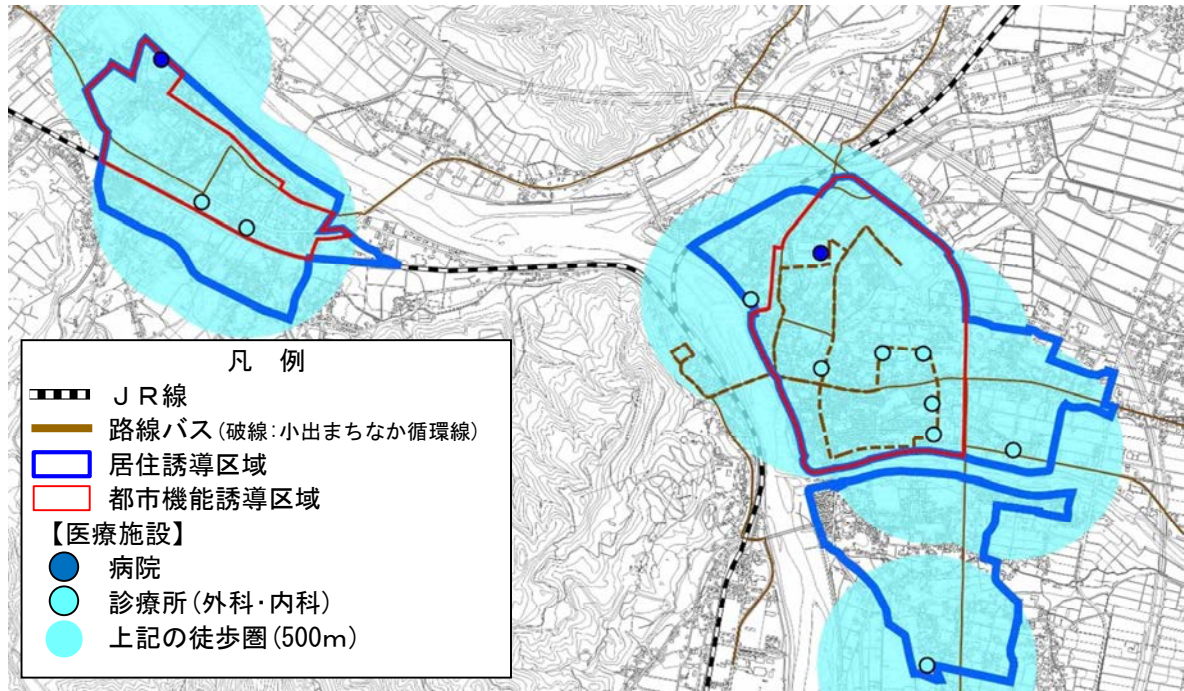 凡 例
JR線
路線バス(破線:小出まちなか循環線)
居住誘導区域
都市機能誘導区域
【医療施設】
病院
診療所(外科・内科)
上記の徒歩圏(500m)